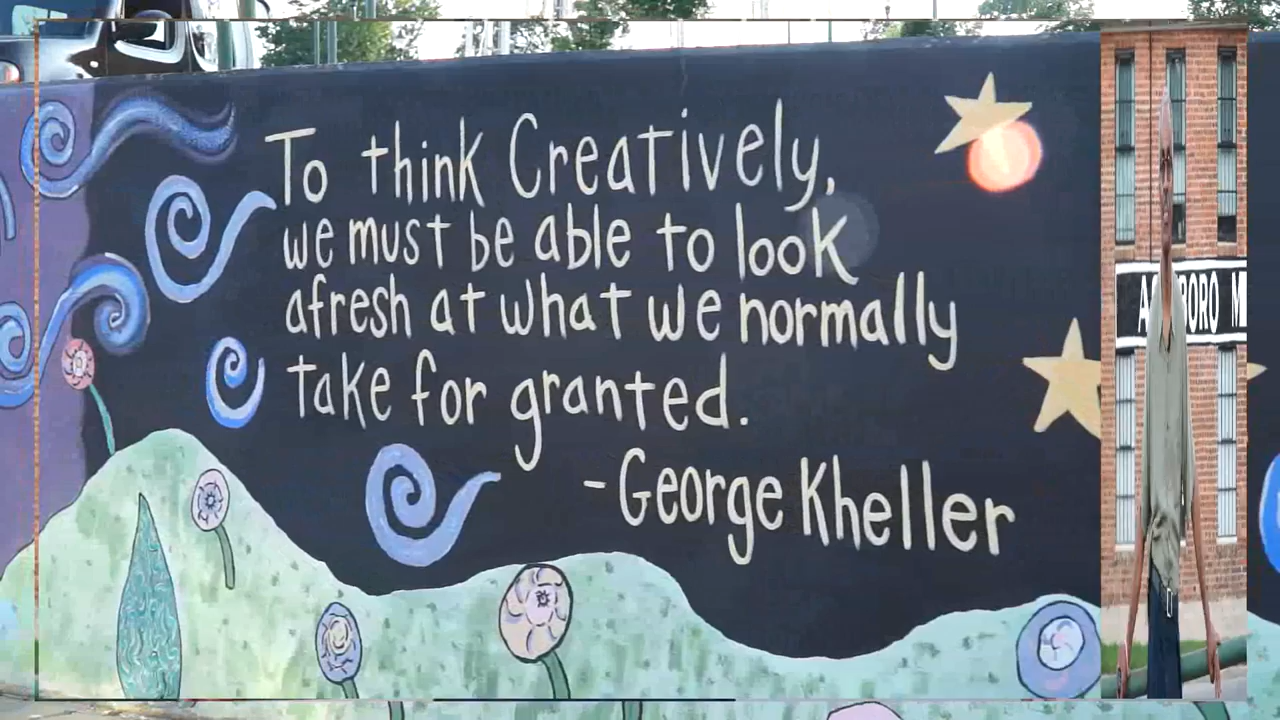 To think Creatively,
we must be able to look
afresh at what we normally
take for granted.
-George Kheller